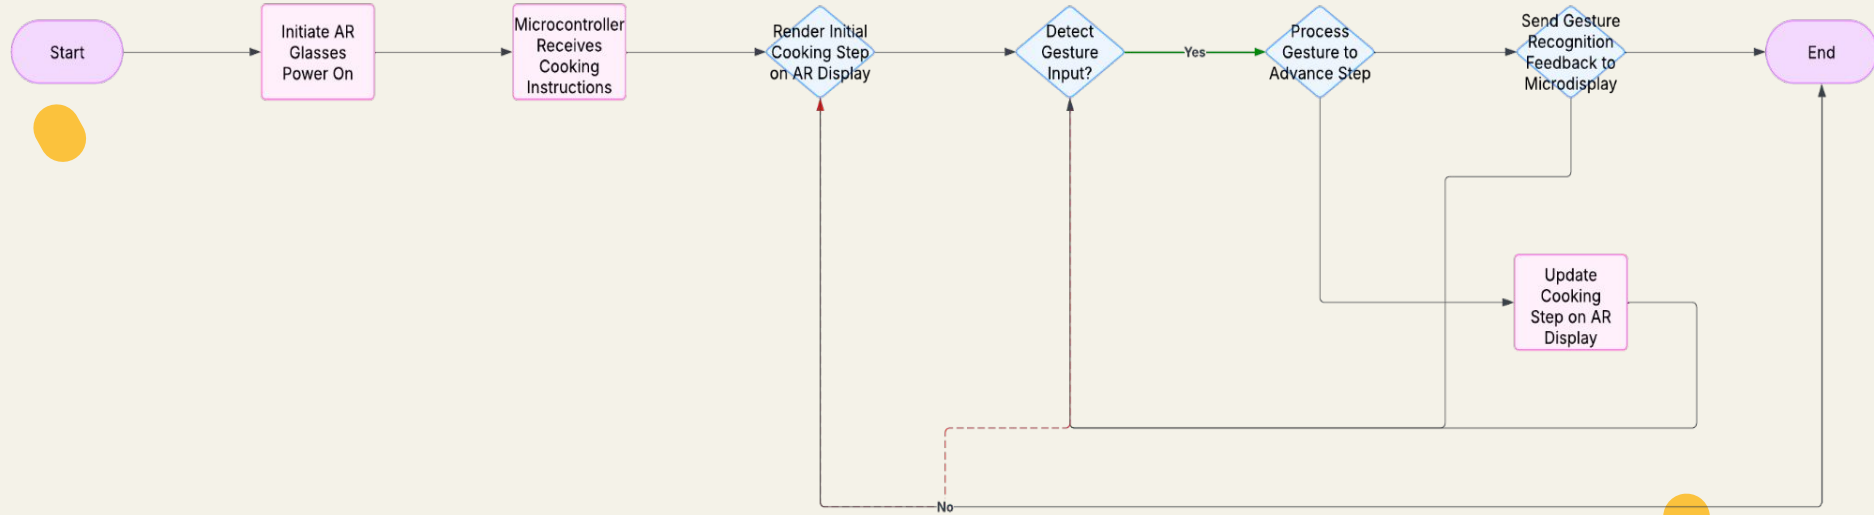 Start
Initiate AR
Glasses
Power On
Microcontroller
Receives
Cooking
Instructions
Render Initial
Cooking Step
on AR Display
Detect
Gesture
Input?
Yes
Process
Gesture to
Advance Step
Send Gesture
Recognition
Feedback to
Microdisplay
End
Update
Cooking
Step on AR
Display
No